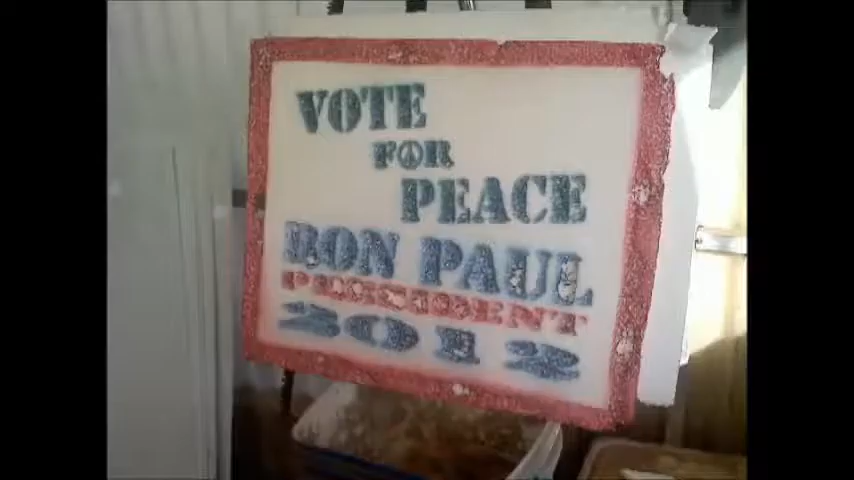 VOTE
FOR
PEACE
RON PAUL
PRESIDENT
2012